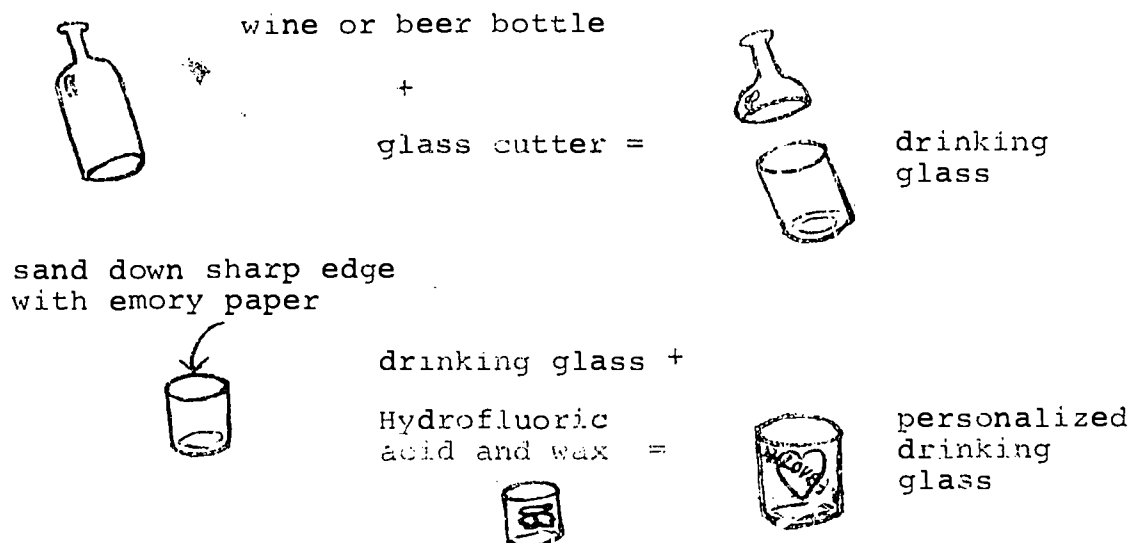 wine or beer bottle
+
glass cutter =
drinking
glass
sand down sharp edge
with emory paper
drinking glass +
Hydrofluoric
acid and wax =
personalized
drinking
glass